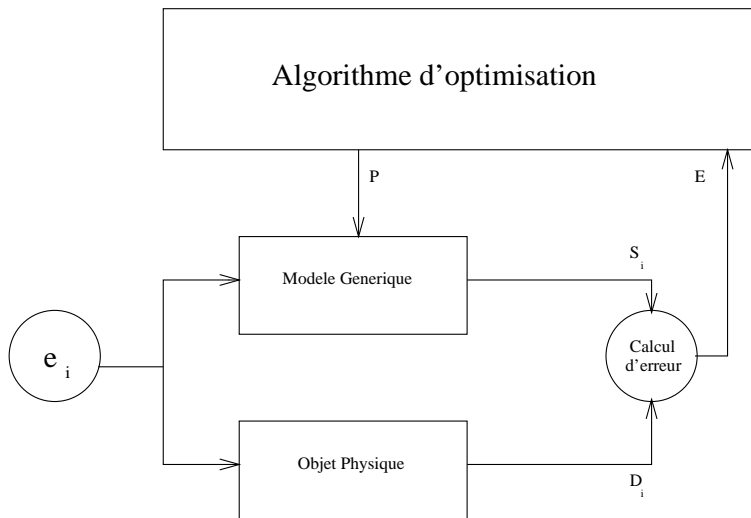 Algorithme d'optimisation
P
E
Modele Generique
S i
e i
Calcul
d'erreur
Objet Physique
D i